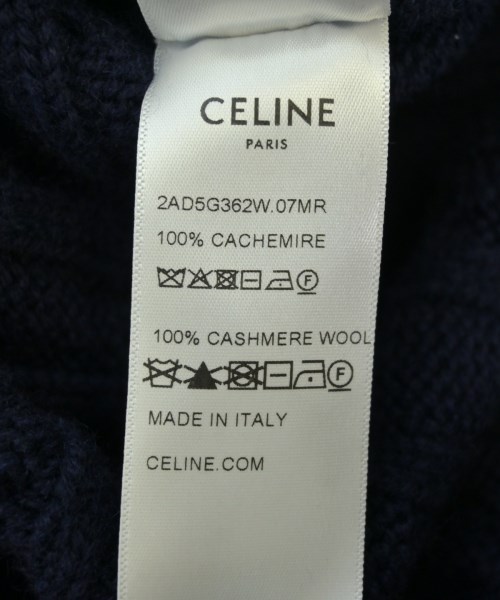 CELINE
PARIS
2AD5G362W.07MR
100% CACHEMIRE
F
100% CASHMERE WOOL
F
MADE IN ITALY
CELINE.COM